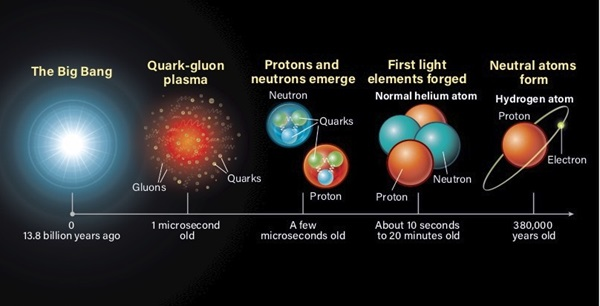 The Big Bang
Quark-gluon
plasma
Protons and
neutrons emerge
First light
elements forged
Neutral atoms
form
Neutron
Quarks
Proton
Gluons
Quarks
Normal helium atom
Proton
Neutron
Hydrogen atom
Proton
Electron
0
13.8 billion years ago
1 microsecond
old
A few
microseconds old
About 10 seconds
to 20 minutes old
380,000
years old